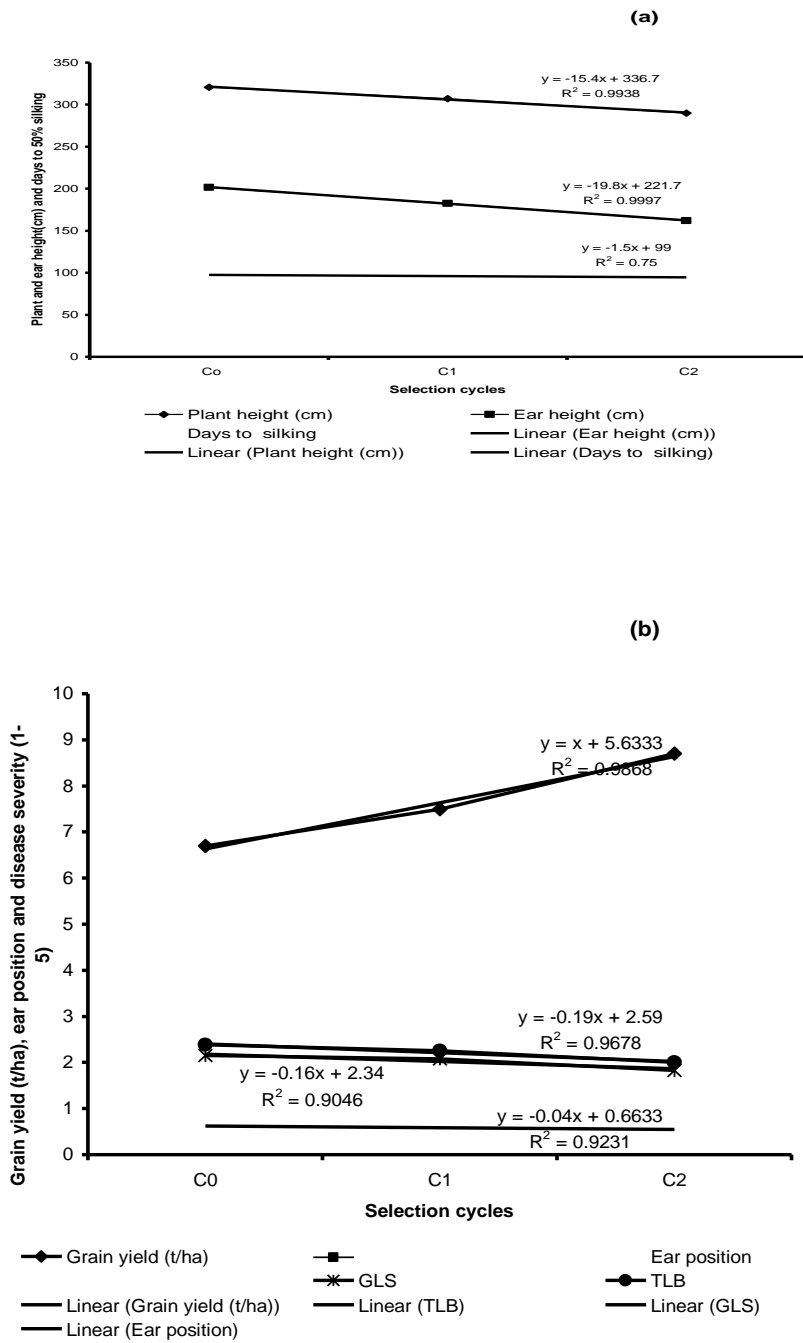 (a)
350
300
250
200
150
100
50
0
Plant and ear height(cm) and days to 50% silking
y = -15.4x + 336.7
R² = 0.9938
y = -19.8x + 221.7
R² = 0.9997
y = -1.5x + 99
R² = 0.75
Co C1 C2
Selection cycles
Plant height (cm) Ear height (cm)
Days to silking Linear (Ear height (cm))
Linear (Plant height (cm)) Linear (Days to silking)
(b)
10
9
8
7
6
5
4
3
2
1
0
Grain yield (t/ha), ear position and disease severity (1-
5)
y = x + 5.6333
R² = 0.9868
y = -0.19x + 2.59
R² = 0.9678
y = -0.16x + 2.34
R² = 0.9046
y = -0.04x + 0.6633
R² = 0.9231
C0 C1 C2
Selection cycles
Grain yield (t/ha) Ear position
GLS TLB
Linear (Grain yield (t/ha)) Linear (TLB) Linear (GLS)
Linear (Ear position)